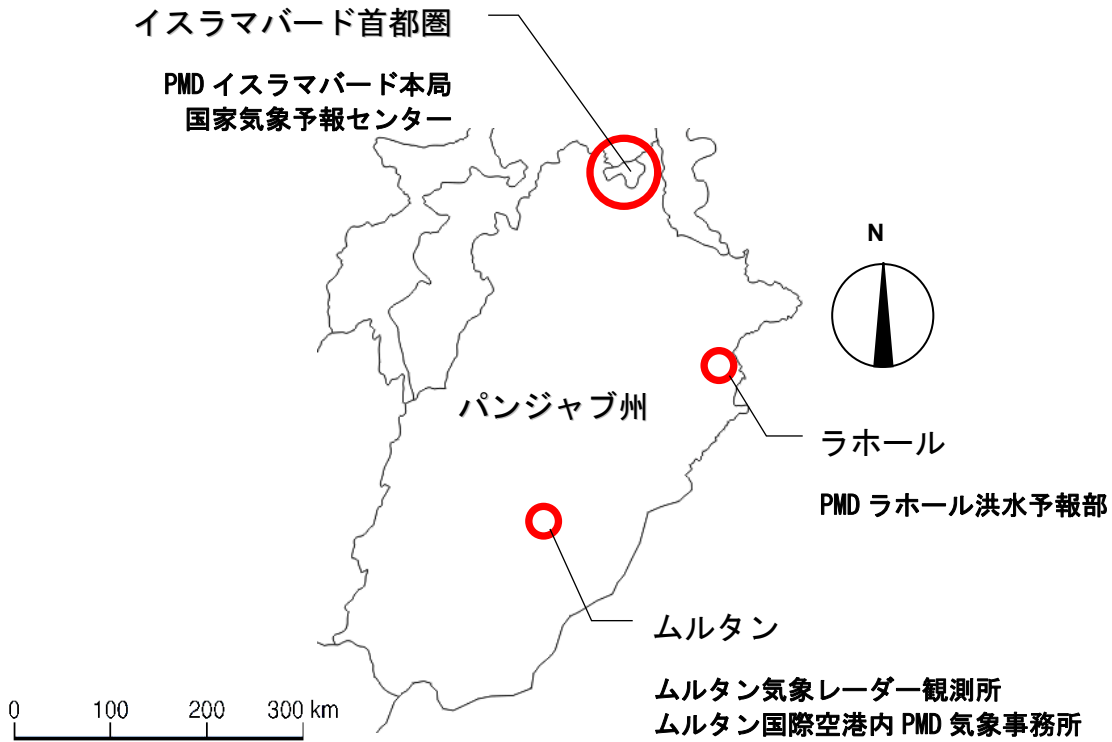 イスラマバード首都圏
PMD イスラマバード本局
国家気象予報センター
N
パンジャブ州
ラホール
PMD ラホール洪水予報部
ムルタン
ムルタン気象レーダー観測所
ムルタン国際空港内 PMD 気象事務所
0 100 200 300 km